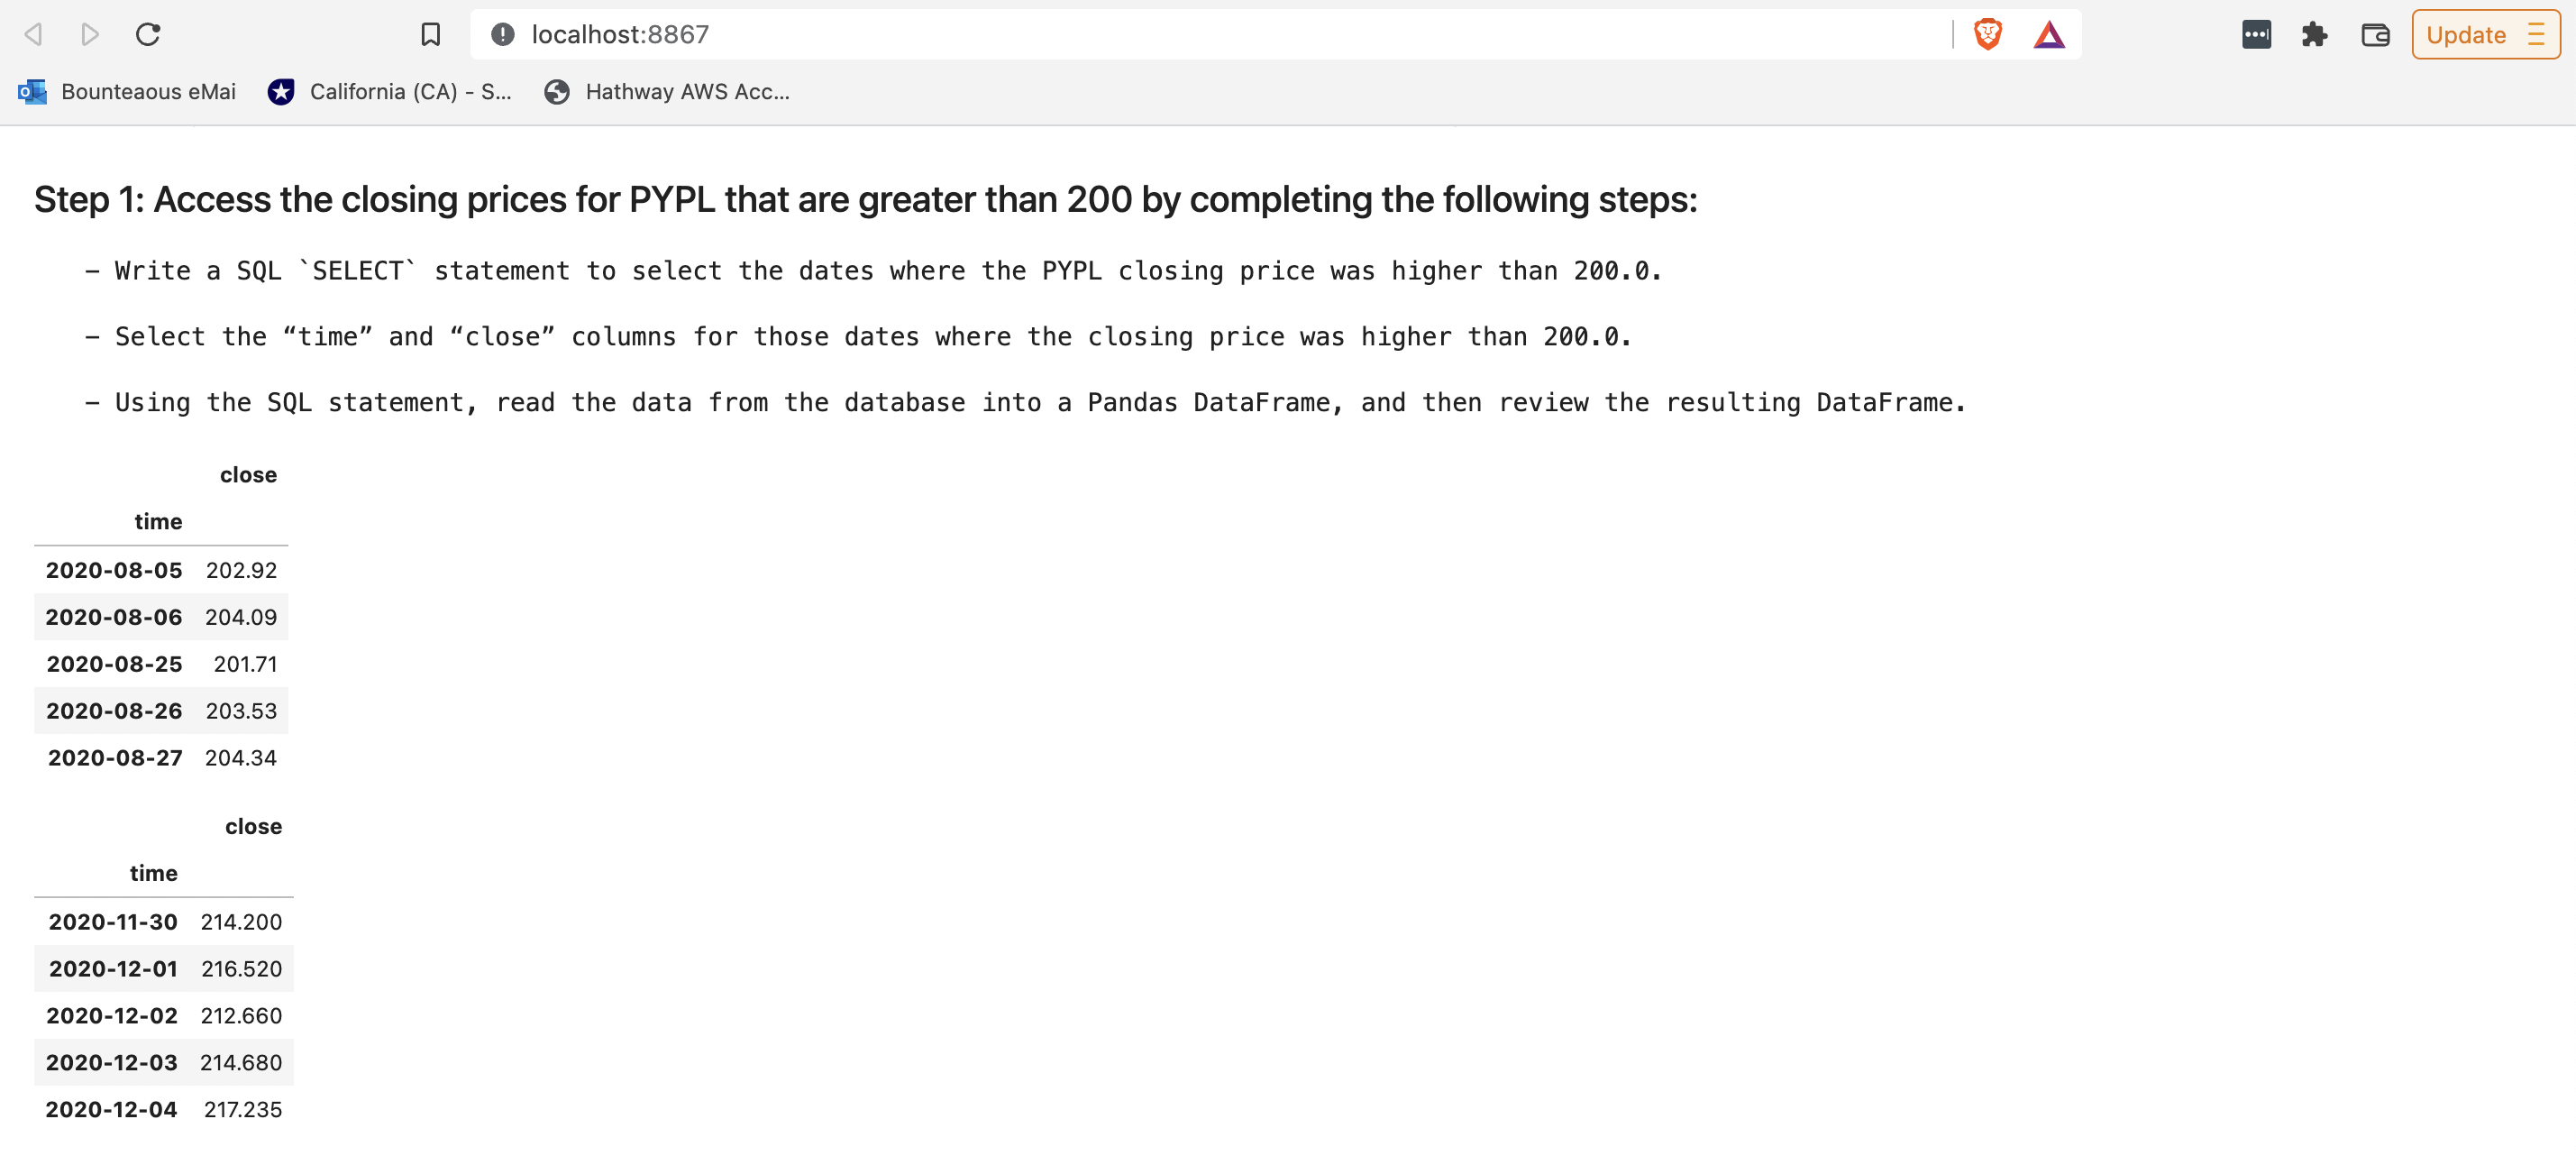 localhost:8867
Update
Bounteaous eMai
California (CA) - S...
Hathway AWS Acc...
Step 1: Access the closing prices for PYPL that are greater than 200 by completing the following steps:
– Write a SQL `SELECT` statement to select the dates where the PYPL closing price was higher than 200.0.
– Select the “time” and “close” columns for those dates where the closing price was higher than 200.0.
– Using the SQL statement, read the data from the database into a Pandas DataFrame, and then review the resulting DataFrame.
close
time
2020-08-05 202.92
2020-08-06 204.09
2020-08-25 201.71
2020-08-26 203.53
2020-08-27 204.34
close
time
2020-11-30 214.200
2020-12-01 216.520
2020-12-02 212.660
2020-12-03 214.680
2020-12-04 217.235